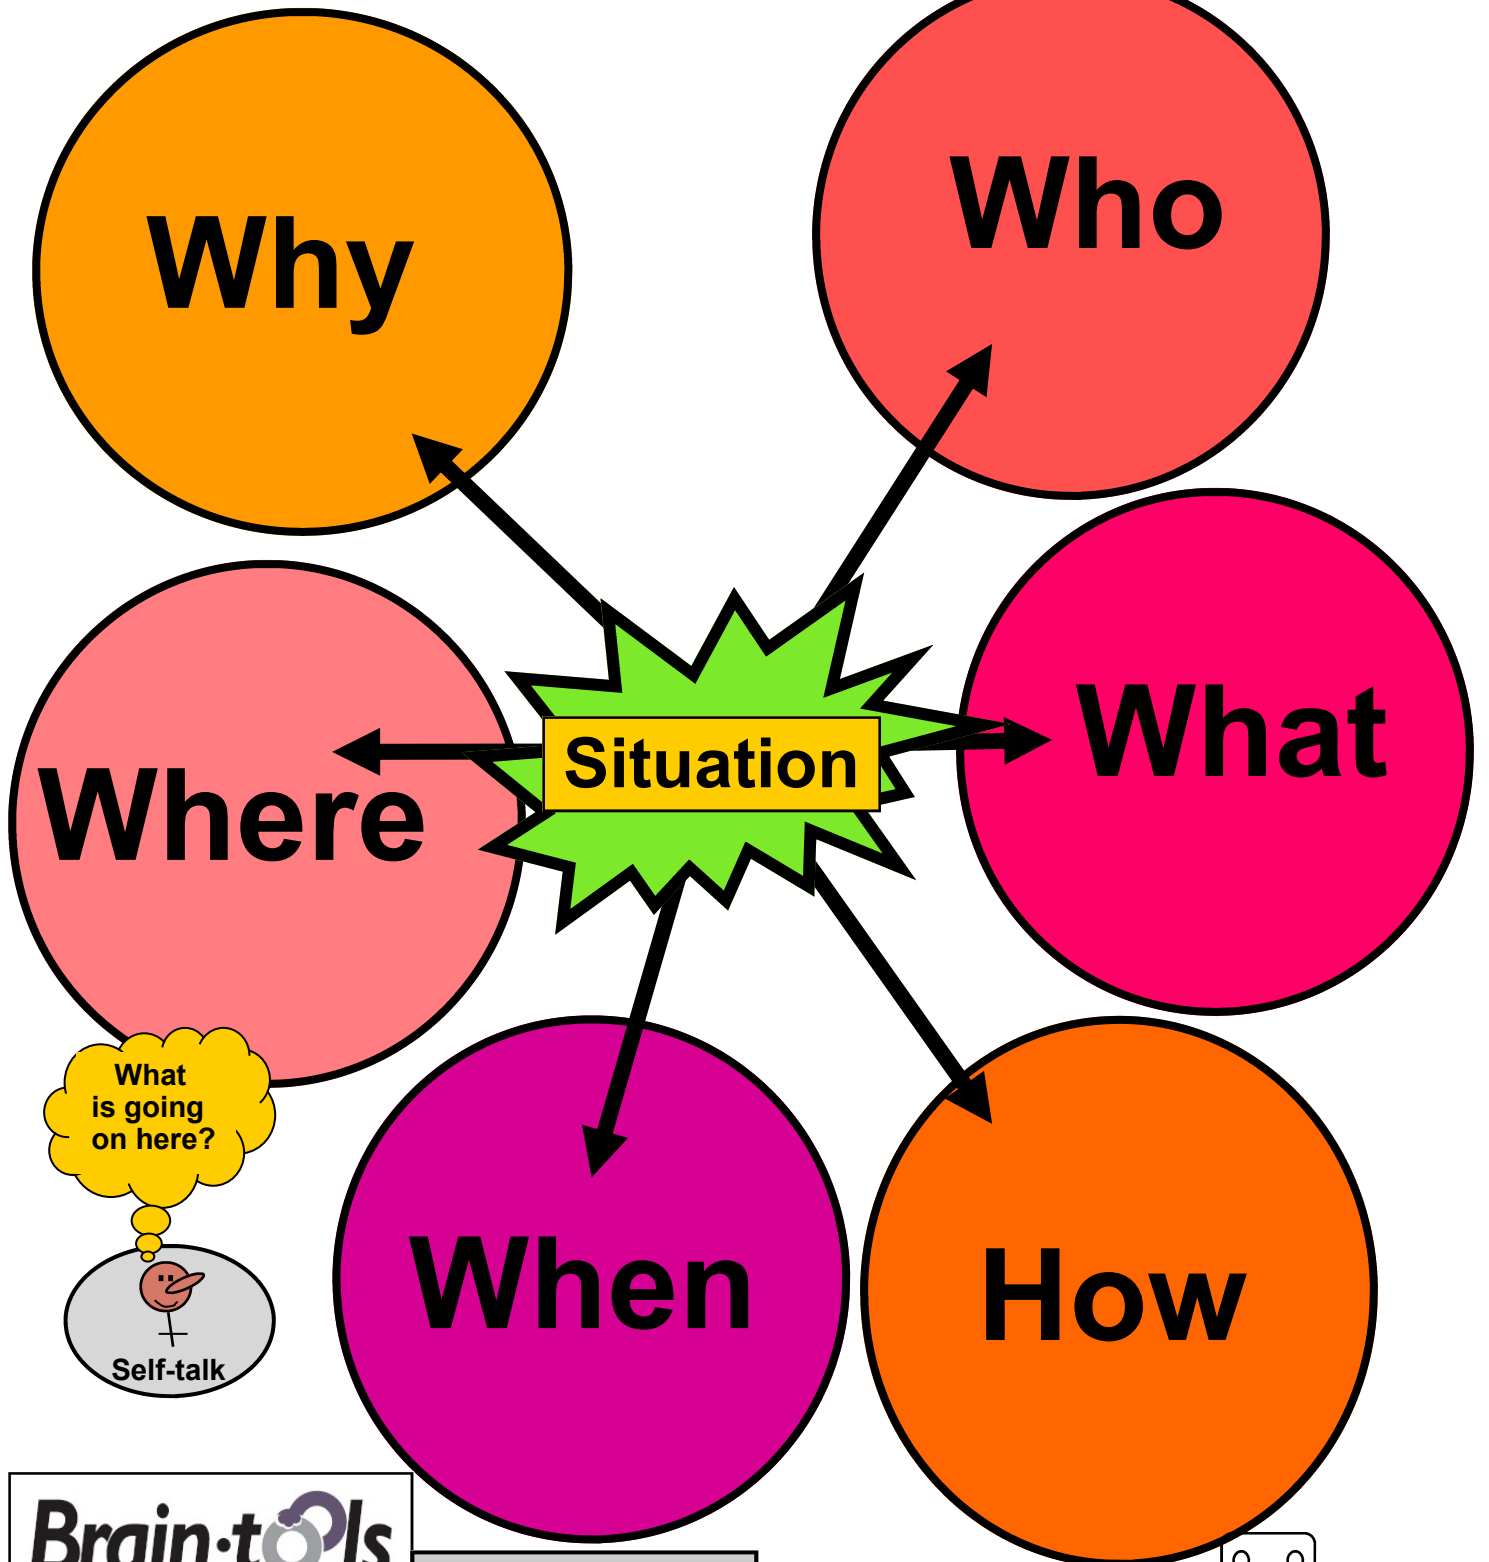 Why
Who
Where
Situation
What
What
is going
on here?
When
How
Self-talk
Brain·tools